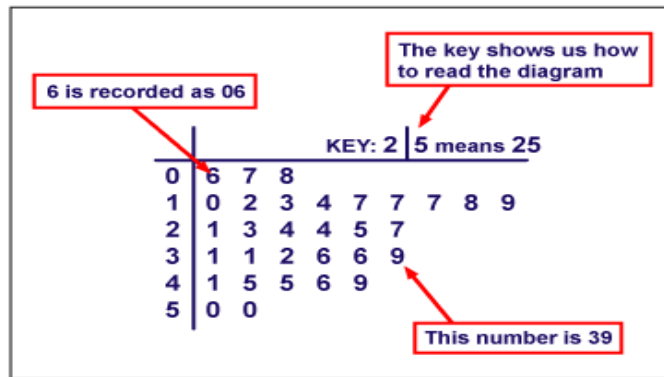 The key shows us how
to read the diagram
6 is recorded as 06
KEY: 2 5 means 25
0 6 7 8
1 0 2 3 4 7 7 7 8 9
2 1 3 4 4 5 7
3 1 1 2 6 6 9
4 1 5 5 6 9
5 0 0
This number is 39